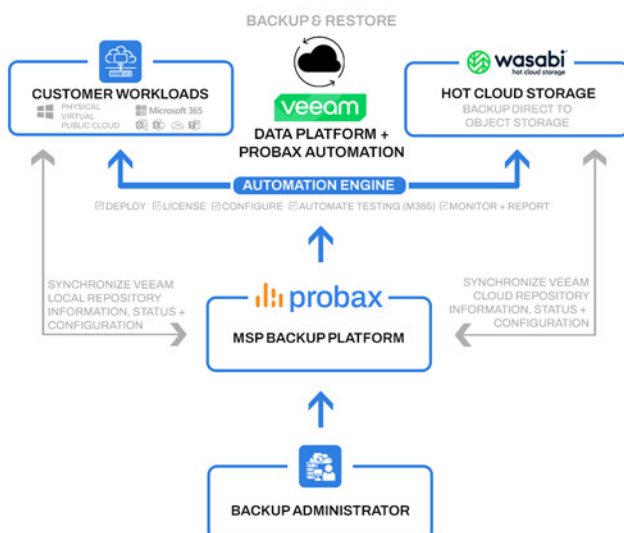 BACKUP & RESTORE
wasabi
hot cloud storage
CUSTOMER WORKLOADS
PHYSICAL
VIRTUAL
PUBLIC CLOUD
Microsoft 365
veeam
HOT CLOUD STORAGE
BACKUP DIRECT TO
OBJECT STORAGE
DATA PLATFORM +
PROBAX AUTOMATION
AUTOMATION ENGINE
DEPLOY LICENSE CONFIGURE AUTOMATE TESTING (M365) MONITOR + REPORT
SYNCHRONIZE VEEAM
LOCAL REPOSITORY
INFORMATION, STATUS +
CONFIGURATION
probax
MSP BACKUP PLATFORM
SYNCHRONIZE VEEAM
CLOUD REPOSITORY
INFORMATION, STATUS +
CONFIGURATION
BACKUP ADMINISTRATOR